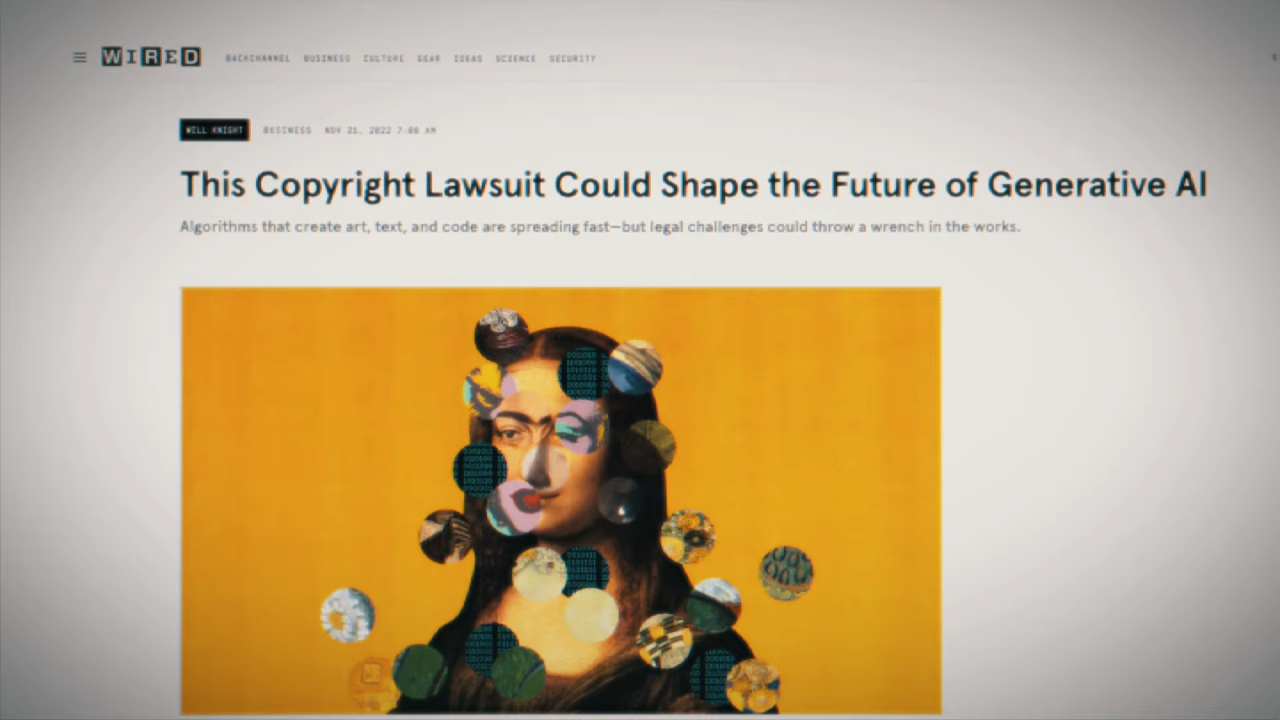 WIRED BACKCHANNEL BUSINESS CULTURE GEAR IDEAS SCIENCE SECURITY
WILL KNIGHT BUSINESS NOV 21, 2022 7:00 AM
This Copyright Lawsuit Could Shape the Future of Generative AI
Algorithms that create art, text, and code are spreading fast—but legal challenges could throw a wrench in the works.